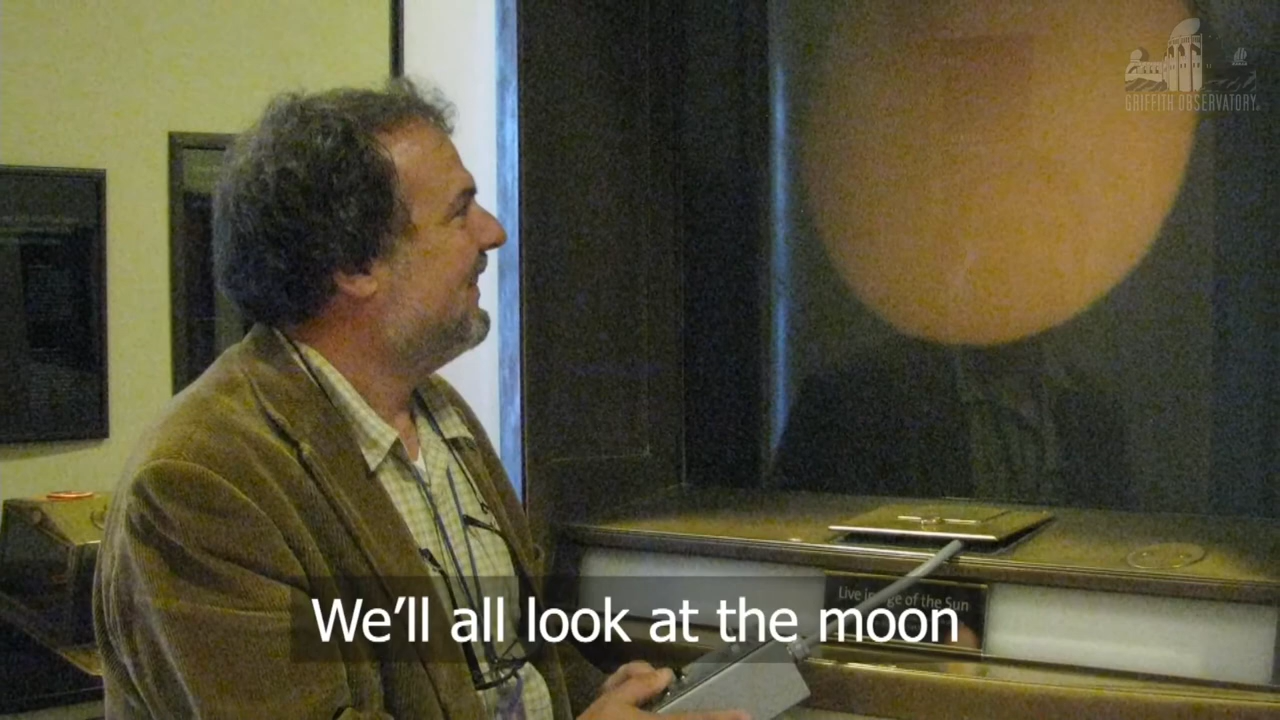 GRIFFITH OBSERVATORY
Live image of the Sun
We'll all look at the moon